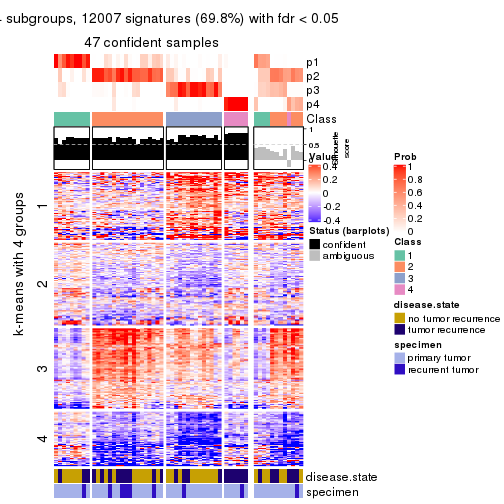 subgroups, 12007 signatures (69.8%) with fdr < 0.05
47 confident samples
p1
p2
p3
p4
Class
1
0.5
0
silhouette
score
k-means with 4 groups
1
2
3
4
disease.state
specimen
Value
0.4
0.2
0
-0.2
-0.4
Status (barplots)
confident
ambiguous
Prob
1
0.8
0.6
0.4
0.2
0
Class
1
2
3
4
disease.state
no tumor recurrence
tumor recurrence
specimen
primary tumor
recurrent tumor